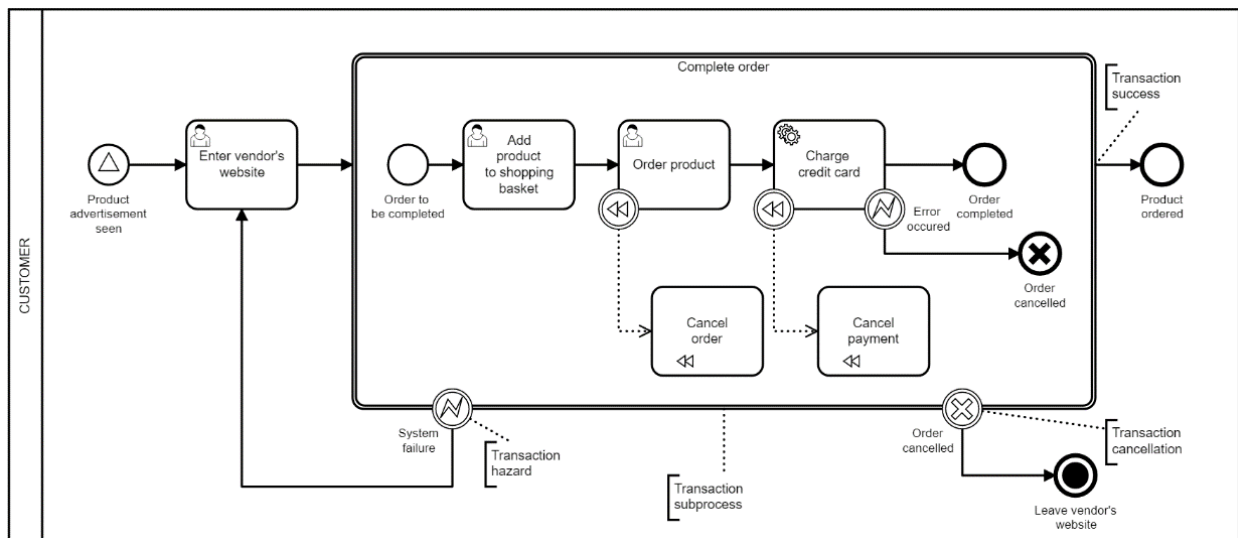 CUSTOMER
Product
advertisement
seen
Enter vendor's
website
Complete order
Order to
be completed
Add
product
to shopping
basket
Order product
Charge
credit card
Error
occured
Order
completed
Order
cancelled
Cancel
order
Cancel
payment
Transaction
success
Product
ordered
System
failure
Transaction
hazard
Transaction
subprocess
Order
cancelled
Transaction
cancellation
Leave vendor's
website